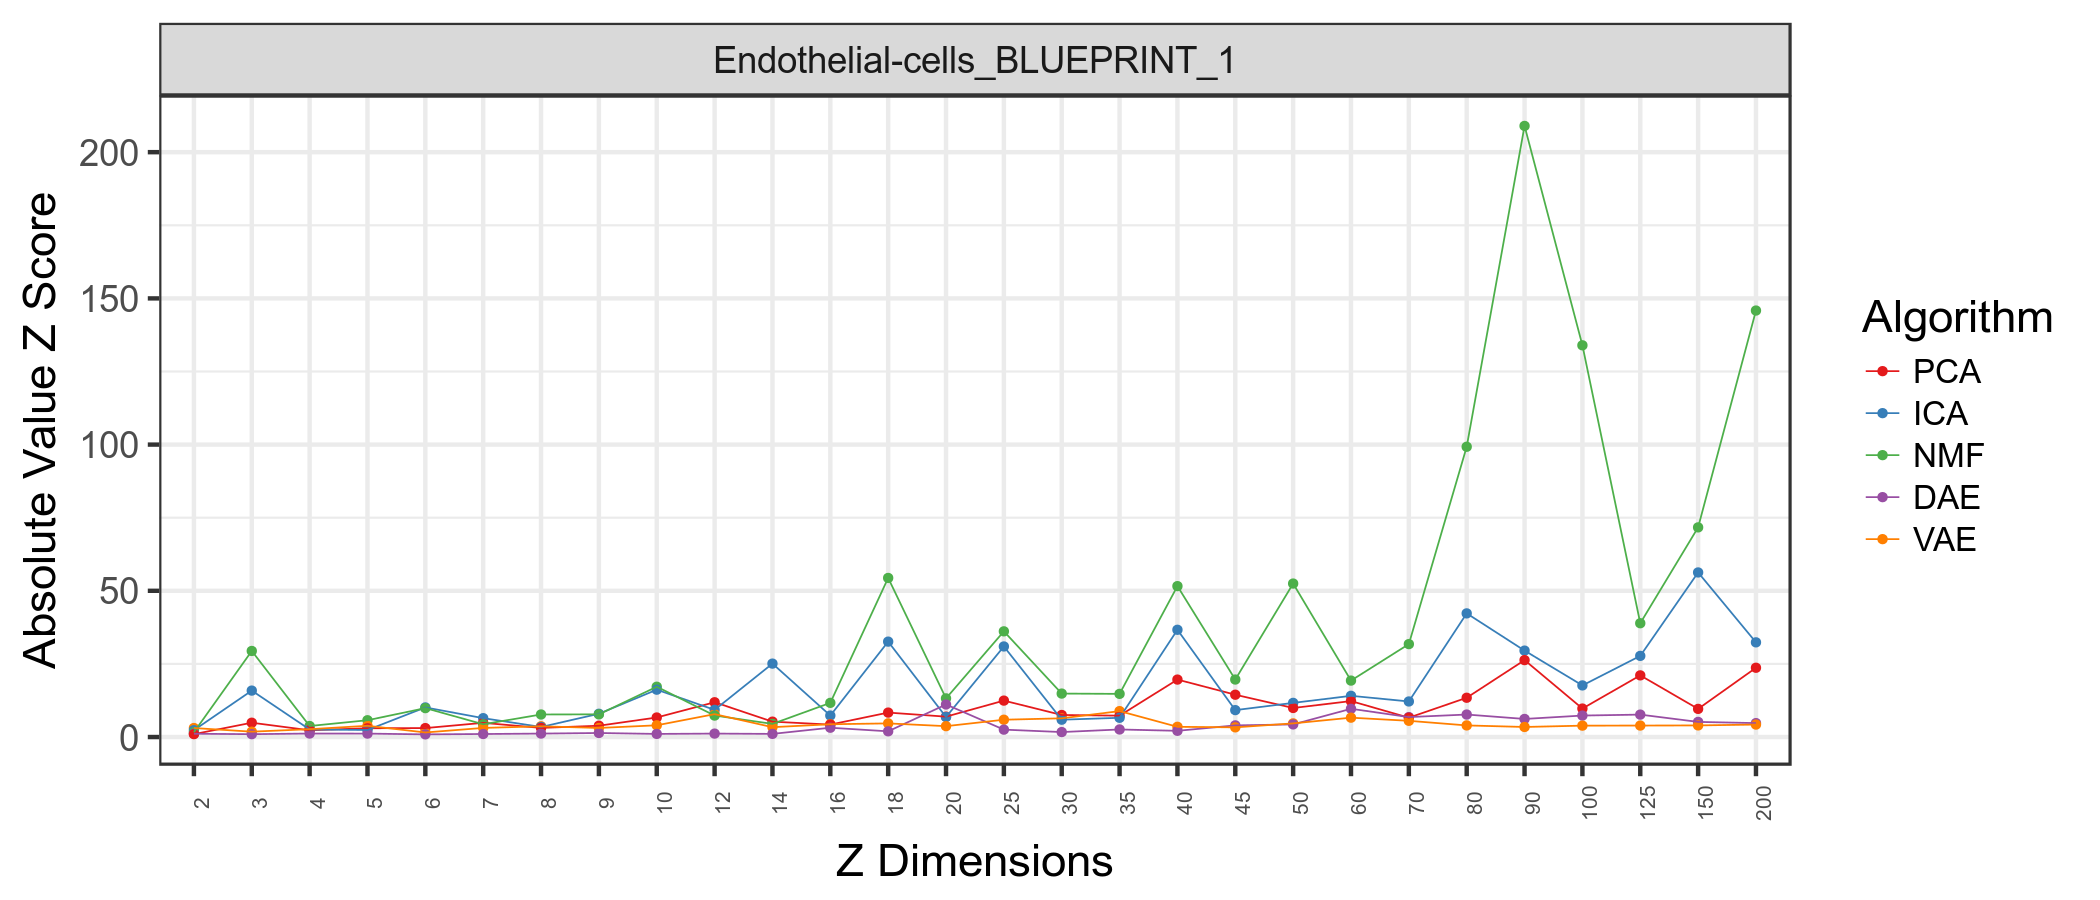 Endothelial-cells_BLUEPRINT_1
Absolute Value Z Score
200
150
100
50
0
2 3 4 5 6 7 8 9 10 12 14 16 18 20 25 30 35 40 45 50 60 70 80 90 100 125 150 200
Z Dimensions
Algorithm
PCA
ICA
NMF
DAE
VAE